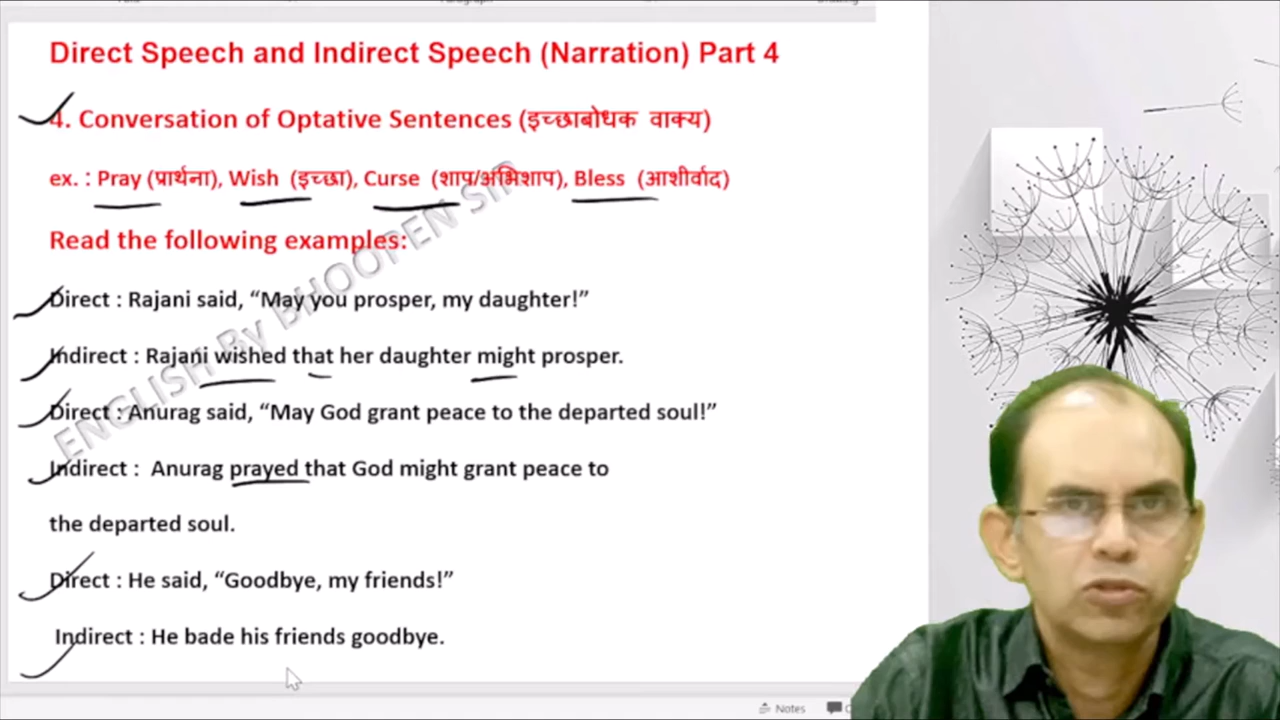 Direct Speech and Indirect Speech (Narration) Part 4
4. Conversation of Optative Sentences (इच्छाबोधक वाक्य)
ex. : Pray (प्रार्थना), Wish (इच्छा), Curse (शाप/अभिशाप), Bless (आशीर्वाद)
Read the following examples:
Direct : Rajani said, “May you prosper, my daughter!”
Indirect : Rajani wished that her daughter might prosper.
Direct : Anurag said, “May God grant peace to the departed soul!”
Indirect : Anurag prayed that God might grant peace to
the departed soul.
Direct : He said, “Goodbye, my friends!”
Indirect : He bade his friends goodbye.
ENGLISH By BHOOPEN Sir
Notes